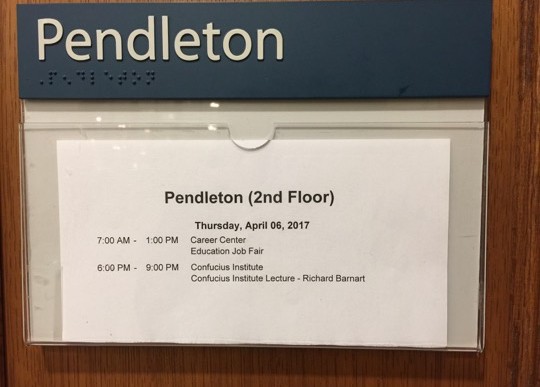 Pendleton
Pendleton (2nd Floor)
Thursday, April 06, 2017
7:00 AM - 1:00 PM Career Center
Education Job Fair
6:00 PM - 9:00 PM Confucius Institute
Confucius Institute Lecture - Richard Barnart